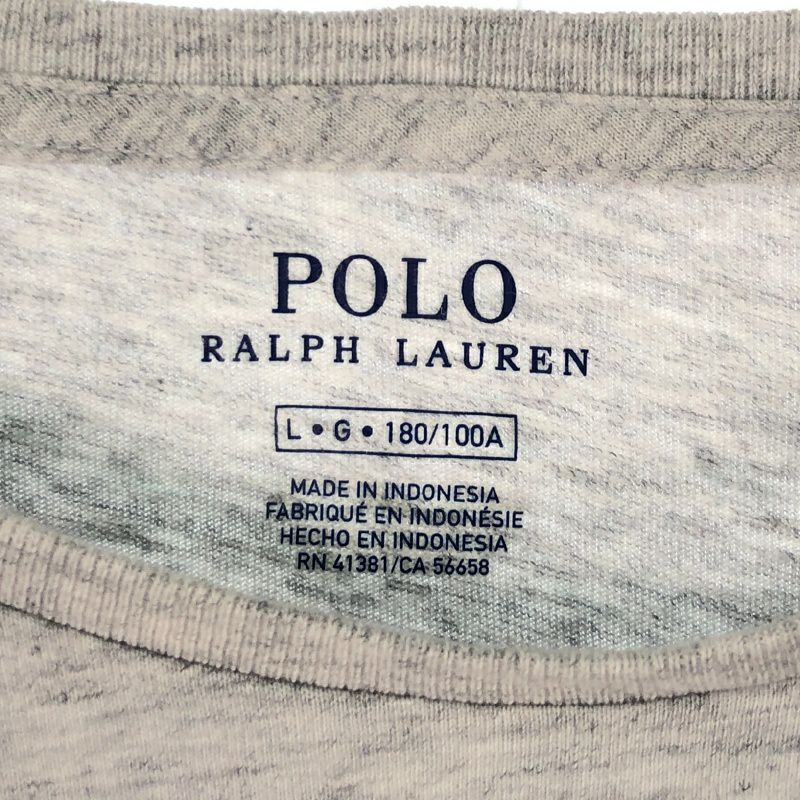 POLO
RALPH LAUREN
L • G • 180/100A
MADE IN INDONESIA
FABRIQUÉ EN INDONÉSIE
HECHO EN INDONESIA
RN 41381/CA 56658